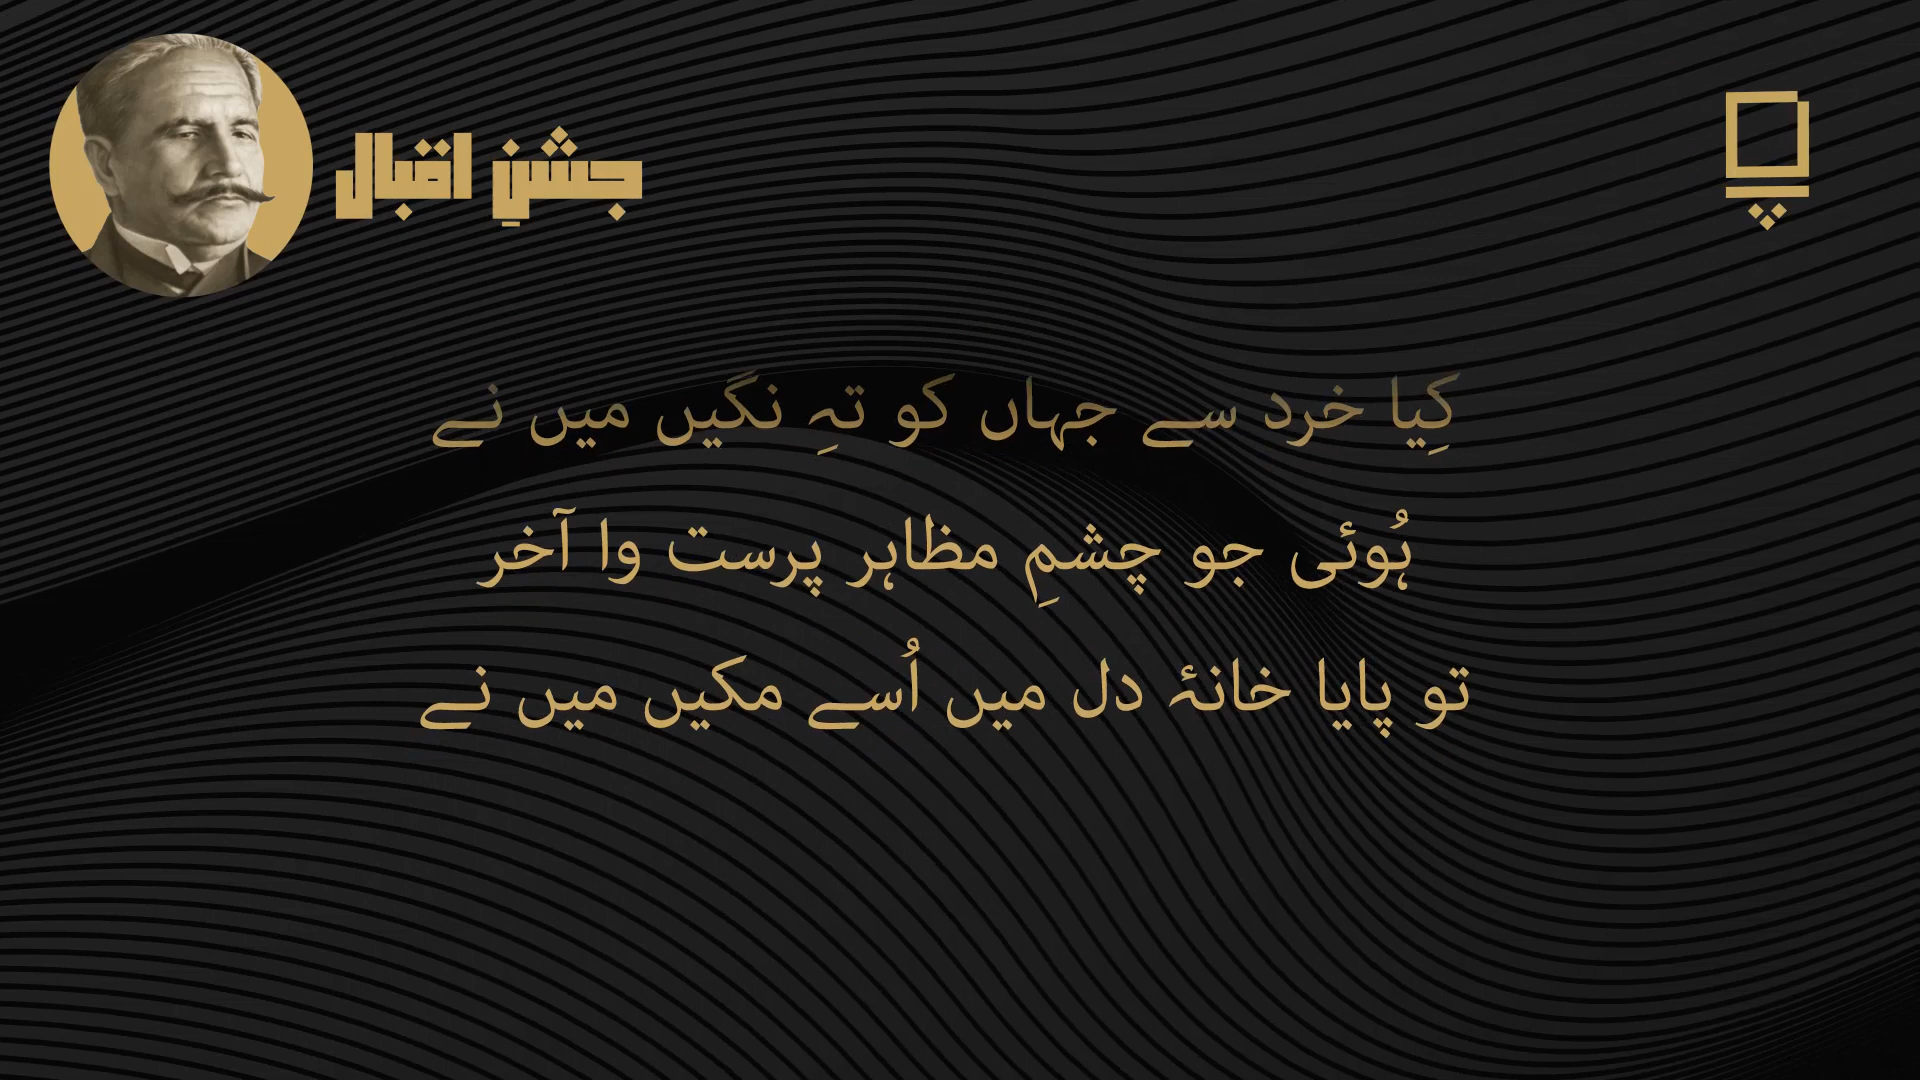 جشنِ اقبال
کِیا خرد سے جہاں کو تہِ نگیں میں نے
ہُوئی جو چشمِ مظاہر پرست وا آخر
تو پایا خانۂ دل میں اُسے مکیں میں نے